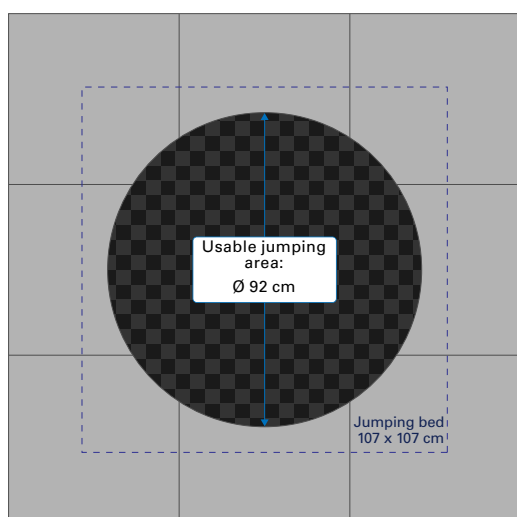 Usable jumping
area:
Ø 92 cm
Jumping bed
107 x 107 cm